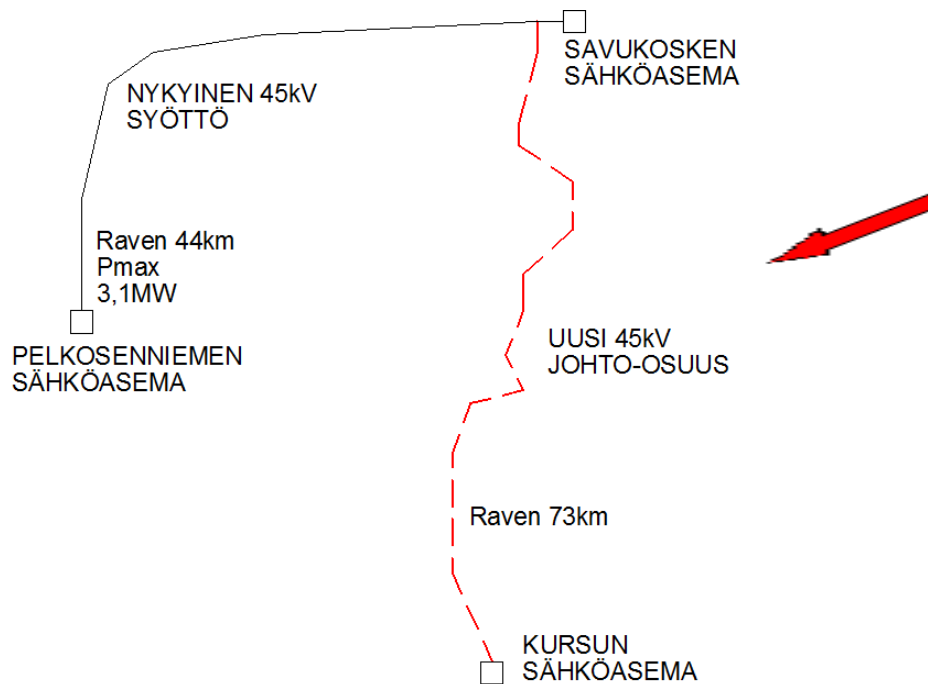 SAVUKOSKEN
SÄHKÖASEMA
NYKYINEN 45kV
SYÖTTÖ
Raven 44km
Pmax
3,1MW
PELKOSENNIEMEN
SÄHKÖASEMA
UUSI 45kV
JOHTO-OSUUS
Raven 73km
KURSUN
SÄHKÖASEMA